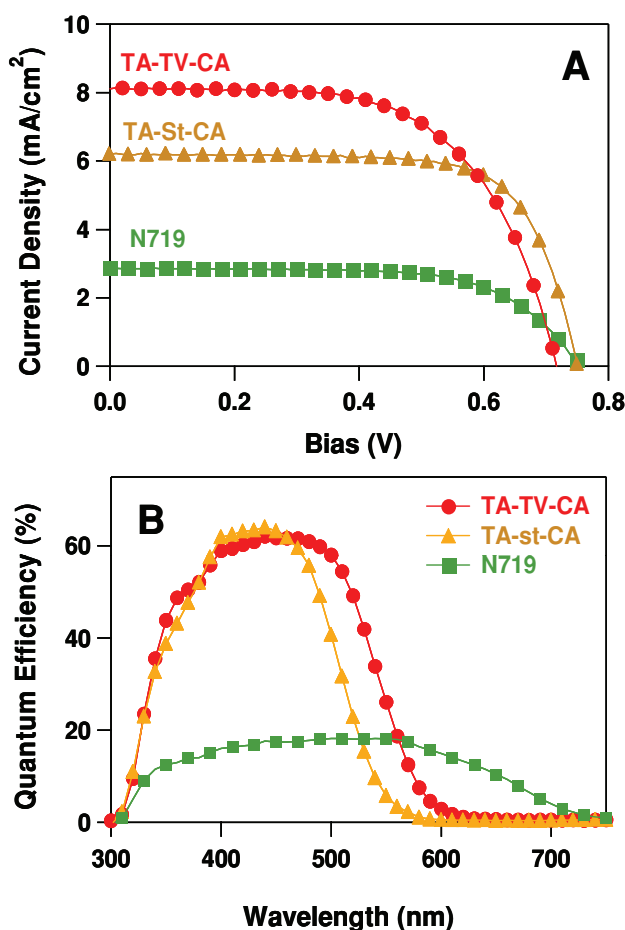 A
TA-TV-CA
TA-St-CA
N719
Current Density (mA/cm²)
10
8
6
4
2
0
0.0 0.2 0.4 0.6 0.8
Bias (V)
B
TA-TV-CA
TA-st-CA
N719
Quantum Efficiency (%)
60
40
20
0
300 400 500 600 700
Wavelength (nm)